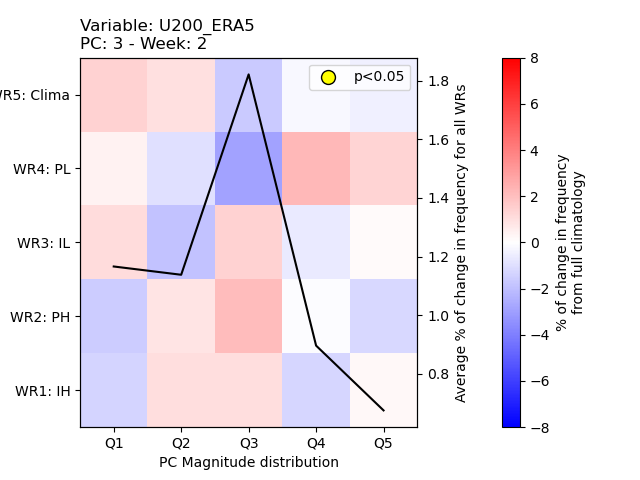 Variable: U200_ERA5
PC: 3 - Week: 2
p<0.05
WR5: Clima
WR4: PL
WR3: IL
WR2: PH
WR1: IH
Q1 Q2 Q3 Q4 Q5
PC Magnitude distribution
1.8
1.6
1.4
1.2
1.0
0.8
Average % of change in frequency for all WRs
8
6
4
2
0
−2
−4
−6
−8
% of change in frequency
from full climatology